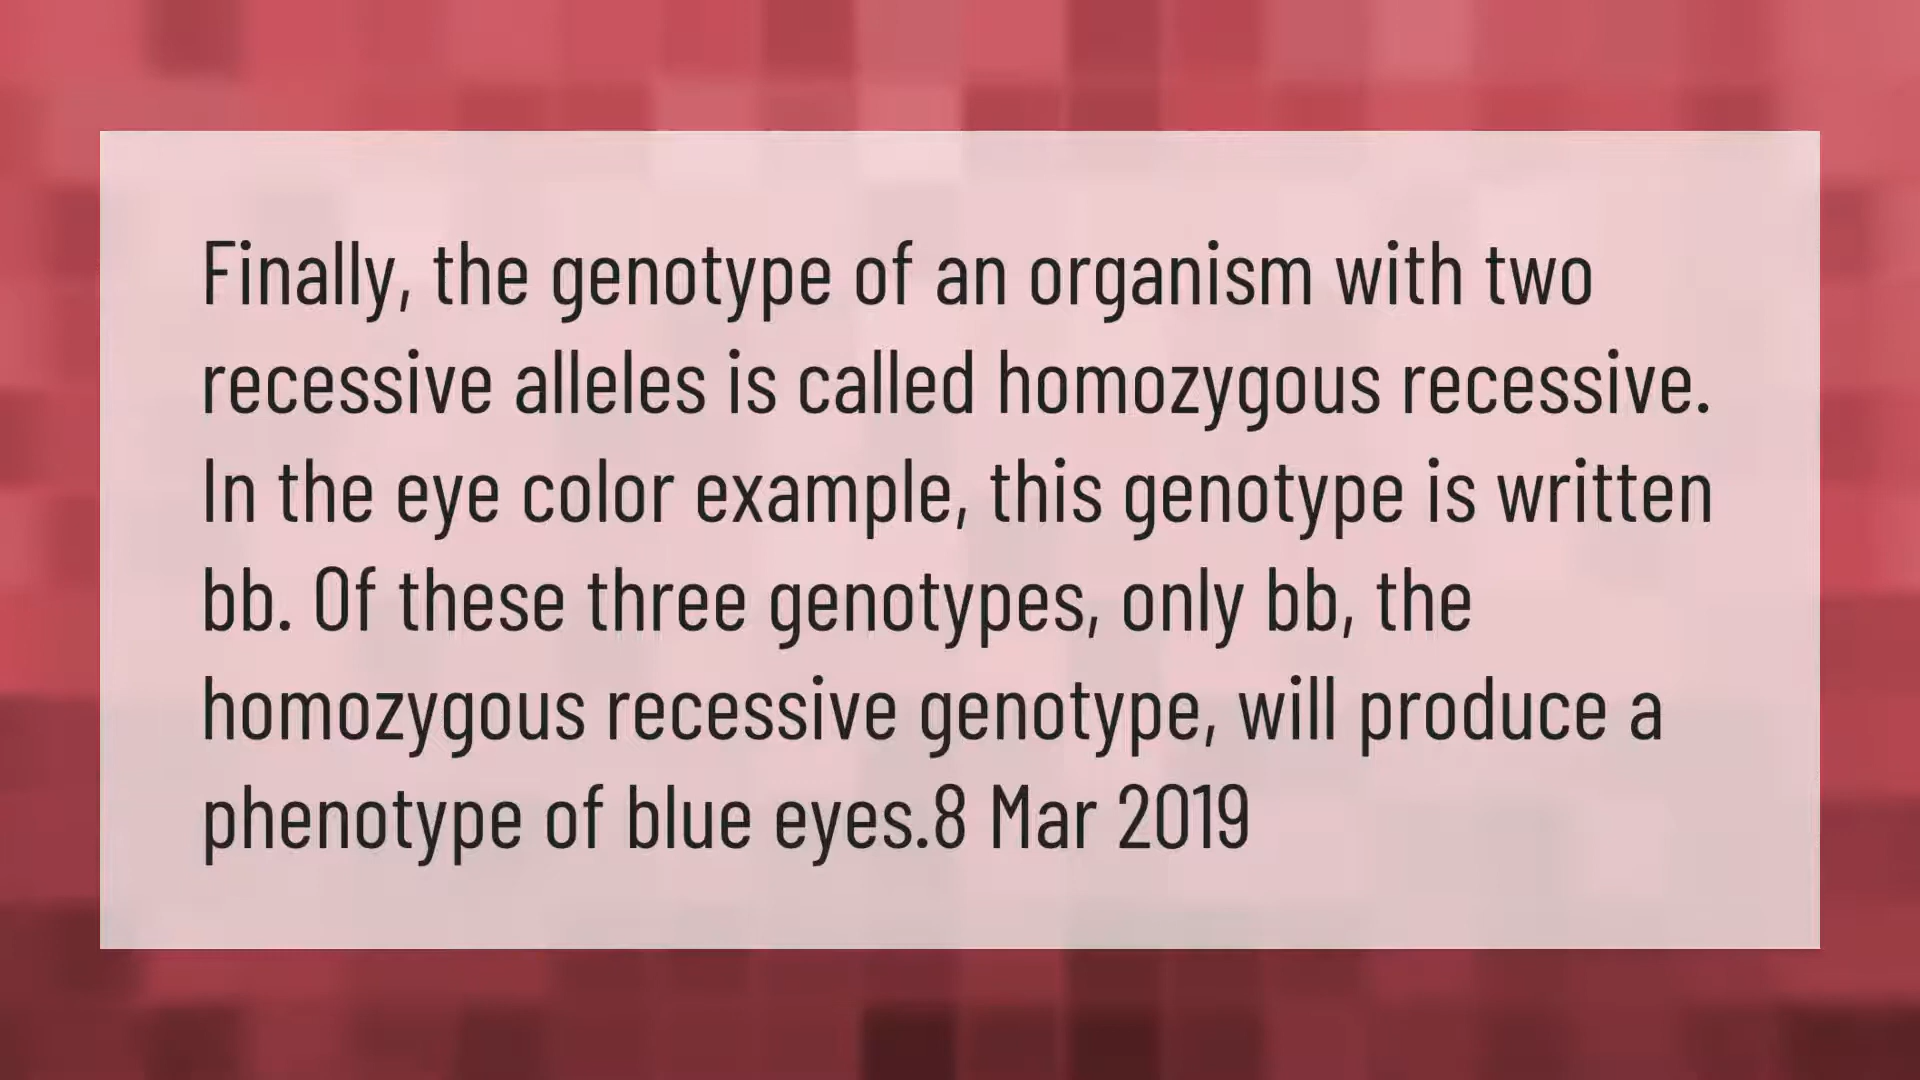 Finally, the genotype of an organism with two
recessive alleles is called homozygous recessive.
In the eye color example, this genotype is written
bb. Of these three genotypes, only bb, the
homozygous recessive genotype, will produce a
phenotype of blue eyes.8 Mar 2019